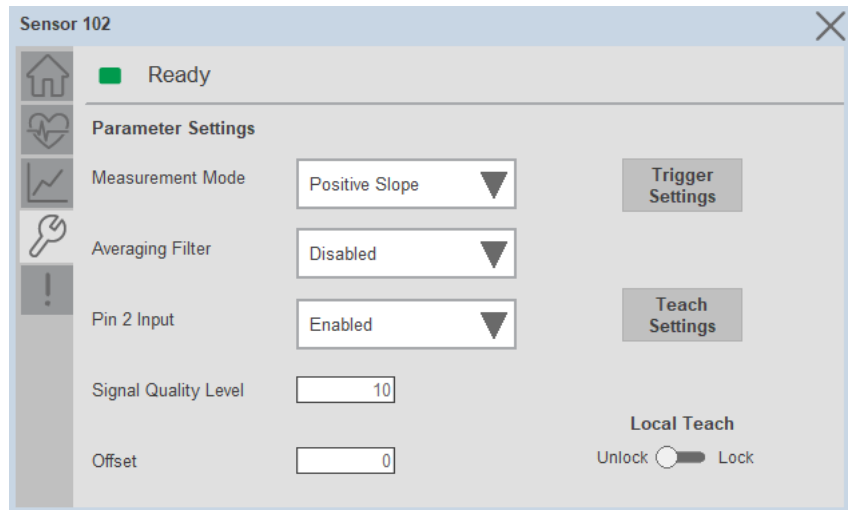 Sensor 102
Ready
Parameter Settings
Measurement Mode
Positive Slope
Trigger
Settings
Averaging Filter
Disabled
Pin 2 Input
Enabled
Teach
Settings
Signal Quality Level
10
Local Teach
Unlock
Lock
Offset
0